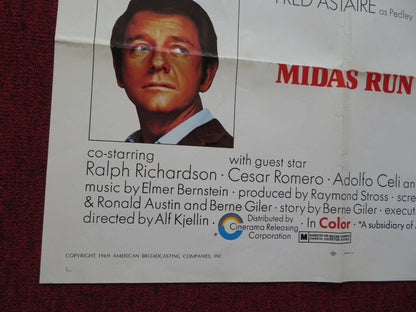 FRED ASTAIRE as Pedley
MIDAS RUN
co-starring
with guest star
Ralph Richardson · Cesar Romero · Adolfo Celi an
music by Elmer Bernstein · produced by Raymond Stross · scre
& Ronald Austin and Berne Giler · story by Berne Giler · execut
directed by Alf Kjellin
Distributed by
Cinerama Releasing
Corporation
M
In Color · "A subsidiary of
COPYRIGHT 1969 AMERICAN BROADCASTING COMPANIES, INC.